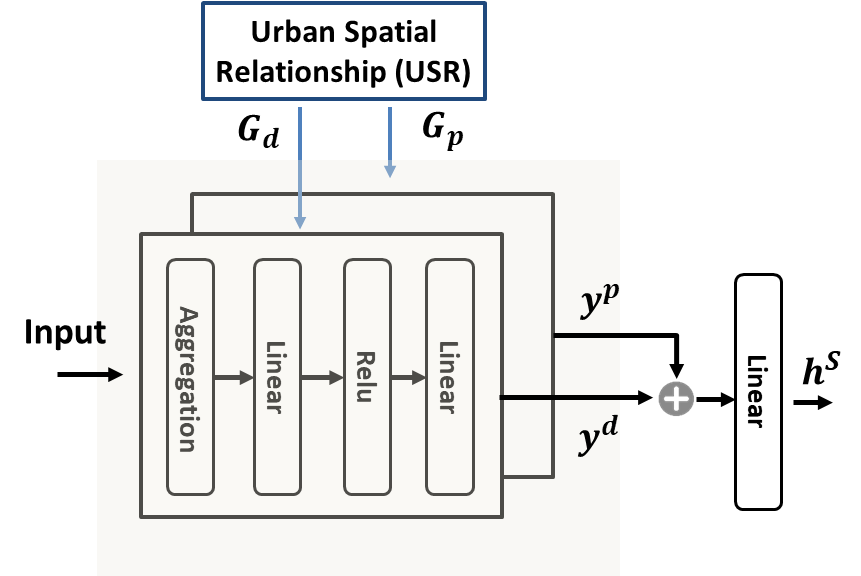 Urban Spatial
Relationship (USR)
G_d
G_p
Input
Aggregation
Linear
Relu
Linear
y^p
y^d
Linear
h^S